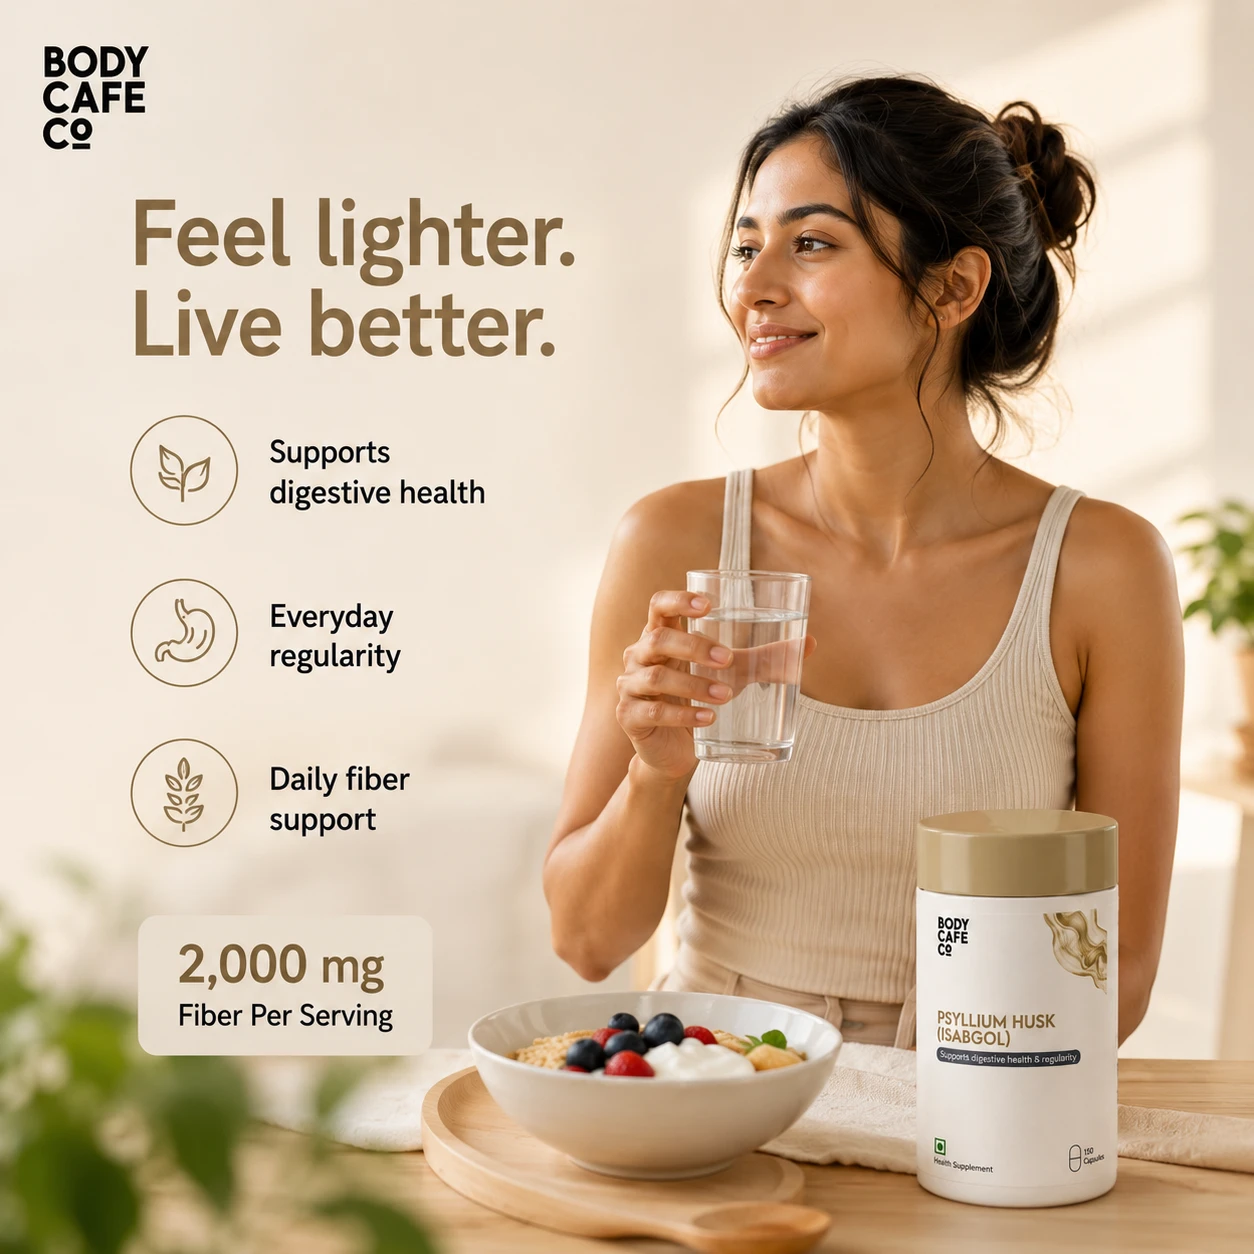 BODY
CAFE
Co
Feel lighter.
Live better.
Supports
digestive health
Everyday
regularity
Daily fiber
support
2,000 mg
Fiber Per Serving
BODY
CAFE
Co
PSYLLIUM HUSK
(ISABGOL)
Supports digestive health & regularity
Health Supplement
150
Capsules